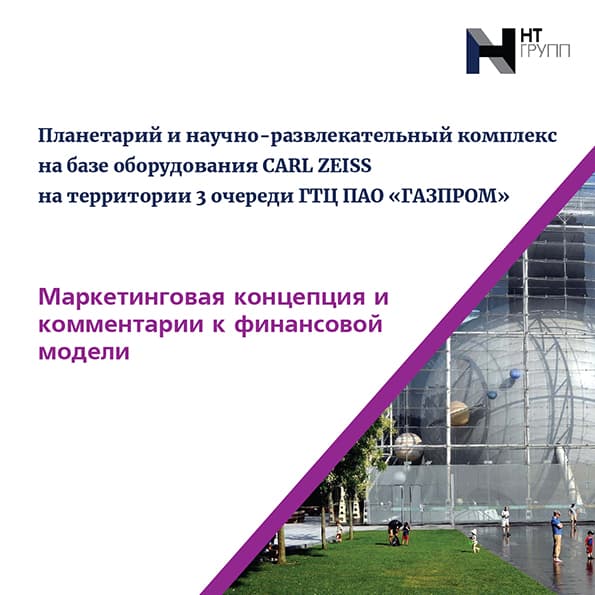 НТ
ГРУПП
Планетарий и научно-развлекательный комплекс
на базе оборудования CARL ZEISS
на территории 3 очереди ГТЦ ПАО «ГАЗПРОМ»
Маркетинговая концепция и
комментарии к финансовой
модели